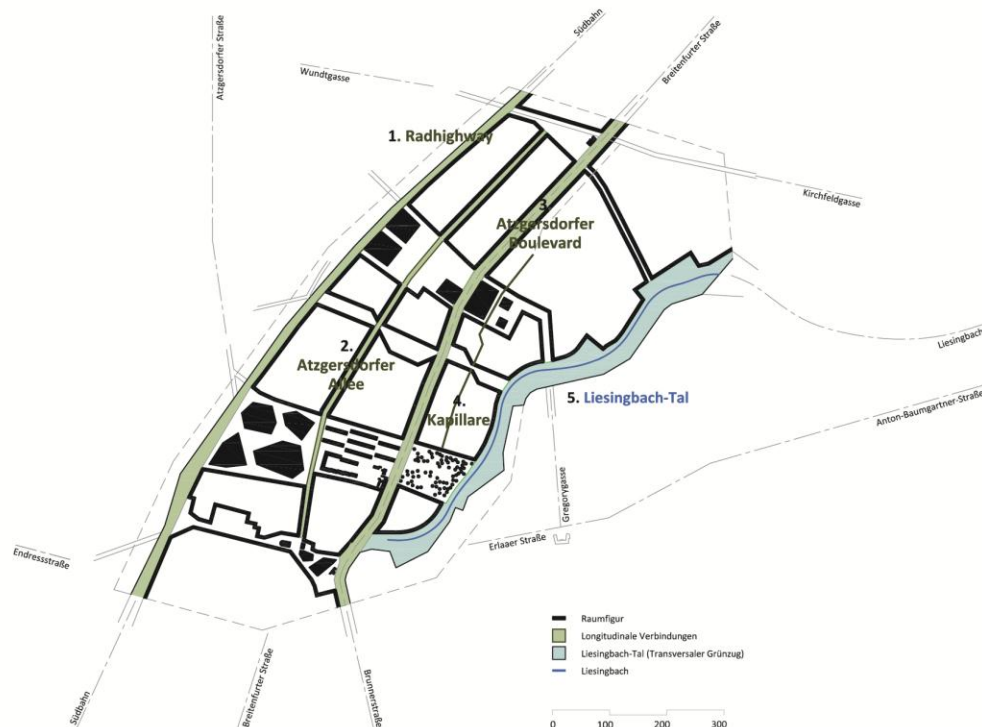 Südbahn
Breitenfurter Straße
Atzgersdorfer Straße
Wundtgasse
1. Radhighway
Kirchfeldgasse
3.
Atzgersdorfer
Boulevard
2.
Atzgersdorfer
Allee
4.
Kapillare
5. Liesingbach-Tal
Liesingbach
Anton-Baumgartner-Straße
Gregorygasse
Erlaaer Straße
Endressstraße
Südbahn
Breitenfurter Straße
Brunnerstraße
Raumfigur
Longitudinale Verbindungen
Liesingbach-Tal (Transversaler Grünzug)
Liesingbach
0 100 200 300